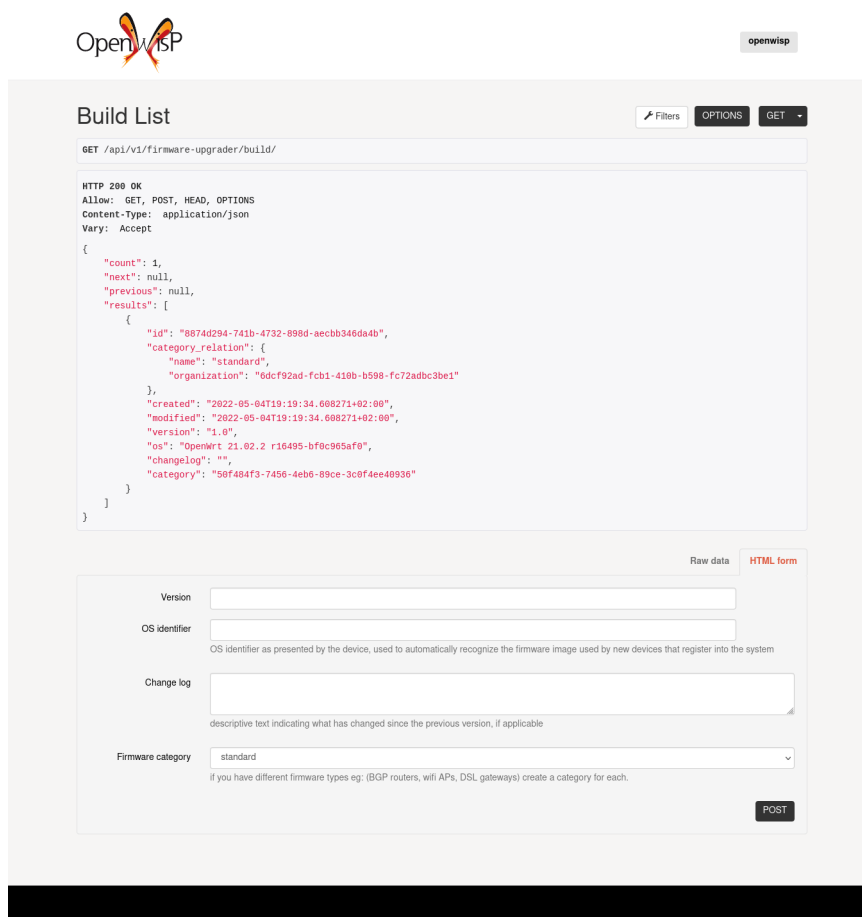 OpenWISP
openwisp
Build List
Filters
OPTIONS
GET
GET /api/v1/firmware-upgrader/build/
HTTP 200 OK
Allow: GET, POST, HEAD, OPTIONS
Content-Type: application/json
Vary: Accept
{
    "count": 1,
    "next": null,
    "previous": null,
    "results": [
        {
            "id": "8874d294-741b-4732-898d-aecbb346da4b",
            "category_relation": {
                "name": "standard",
                "organization": "6dcf92ad-fcb1-410b-b598-fc72adbc3be1"
            },
            "created": "2022-05-04T19:19:34.608271+02:00",
            "modified": "2022-05-04T19:19:34.608271+02:00",
            "version": "1.0",
            "os": "OpenWrt 21.02.2 r16495-bf0c965af0",
            "changelog": "",
            "category": "50f484f3-7456-4eb6-89ce-3c0f4ee40936"
        }
    ]
}
Raw data
HTML form
Version
OS identifier
OS identifier as presented by the device, used to automatically recognize the firmware image used by new devices that register into the system
Change log
descriptive text indicating what has changed since the previous version, if applicable
Firmware category
standard
if you have different firmware types eg: (BGP routers, wifi APs, DSL gateways) create a category for each.
POST